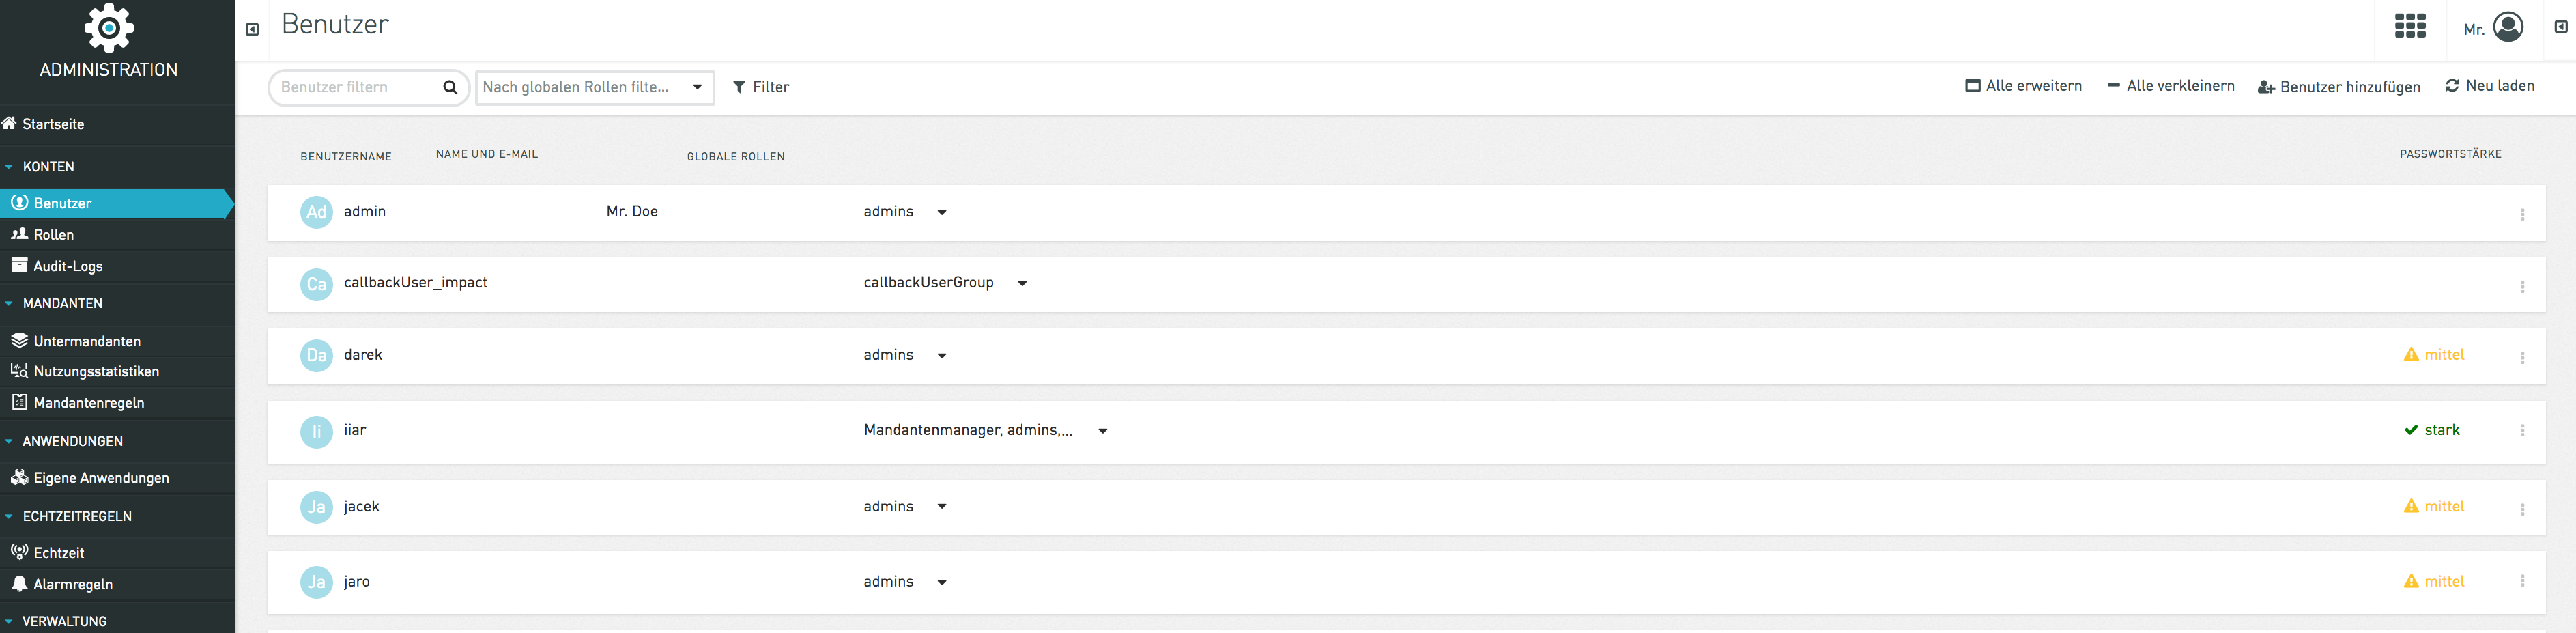 ADMINISTRATION
Startseite
KONTEN
Benutzer
Rollen
Audit-Logs
MANDANTEN
Untermandanten
Nutzungsstatistiken
Mandantenregeln
ANWENDUNGEN
Eigene Anwendungen
ECHTZEITREGELN
Echtzeit
Alarmregeln
VERWALTUNG
Benutzer
Mr.
Benutzer filtern
Nach globalen Rollen filte...
Filter
Alle erweitern
Alle verkleinern
Benutzer hinzufügen
Neu laden
BENUTZERNAME NAME UND E-MAIL GLOBALE ROLLEN PASSWORTSTÄRKE
Ad admin Mr. Doe admins
Ca callbackUser_impact callbackUserGroup
Da darek admins mittel
Ii iiar Mandantenmanager, admins,... stark
Ja jacek admins mittel
Ja jaro admins mittel